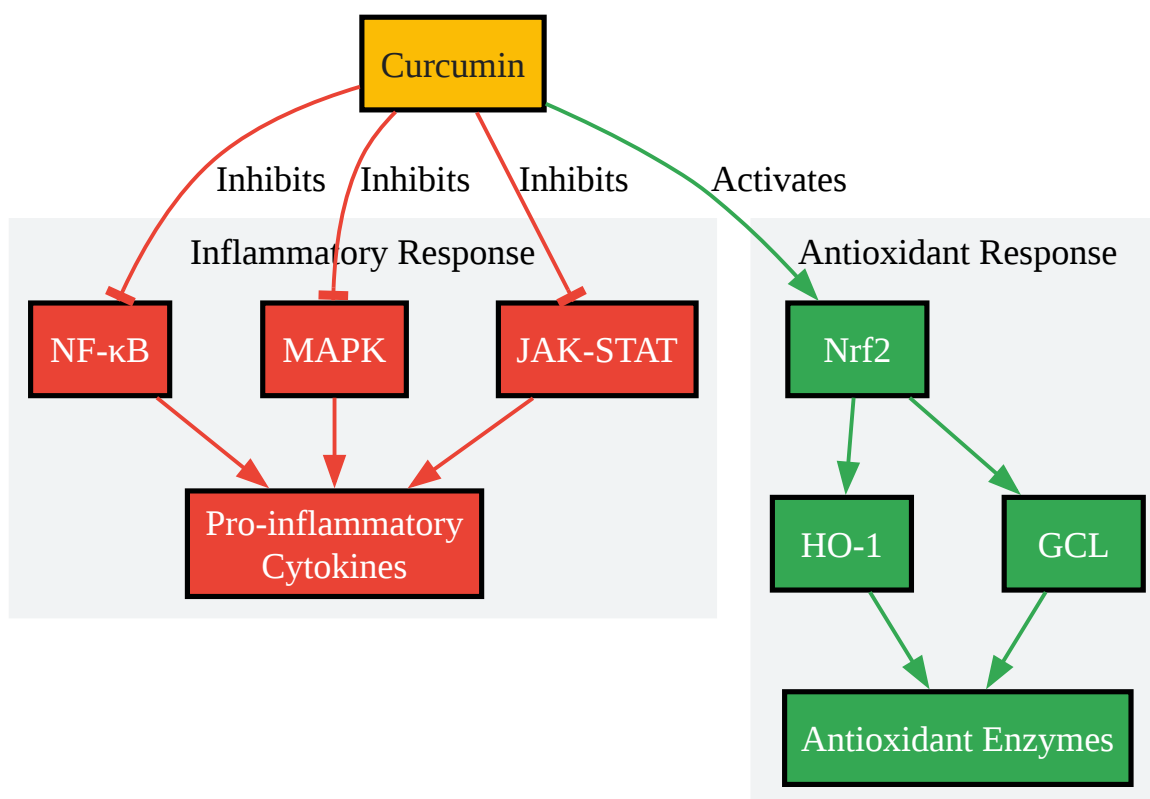 Curcumin
Inhibits
Inhibits
Inhibits
Activates
Inflammatory Response
Antioxidant Response
NF-κB
MAPK
JAK-STAT
Nrf2
Pro-inflammatory
Cytokines
HO-1
GCL
Antioxidant Enzymes